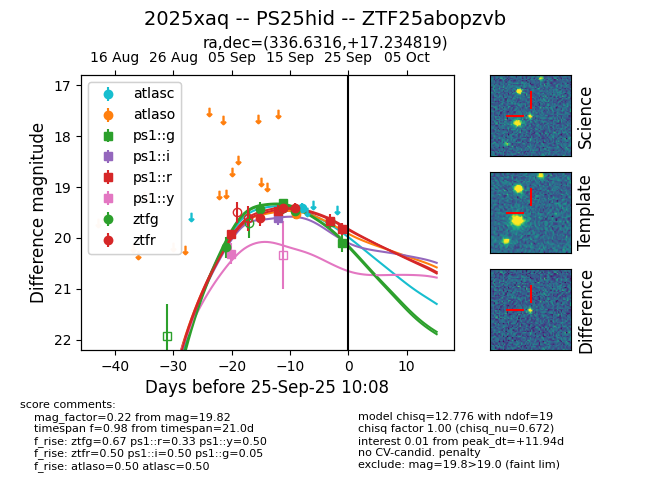 2025xaq -- PS25hid -- ZTF25abopzvb
ra,dec=(336.6316,+17.234819)
16 Aug 26 Aug 05 Sep 15 Sep 25 Sep 05 Oct
17
18
19
20
21
22
Difference magnitude
atlasc
atlaso
ps1::g
ps1::i
ps1::r
ps1::y
ztfg
ztfr
−40 −30 −20 −10 0 10
Days before 25-Sep-25 10:08
Science
Template
Difference
score comments:
mag_factor=0.22 from mag=19.82
timespan f=0.98 from timespan=21.0d
f_rise: ztfg=0.67 ps1::r=0.33 ps1::y=0.50
f_rise: ztfr=0.50 ps1::i=0.50 ps1::g=0.05
f_rise: atlaso=0.50 atlasc=0.50
model chisq=12.776 with ndof=19
chisq factor 1.00 (chisq_nu=0.672)
interest 0.01 from peak_dt=+11.94d
no CV-candid. penalty
exclude: mag=19.8>19.0 (faint lim)